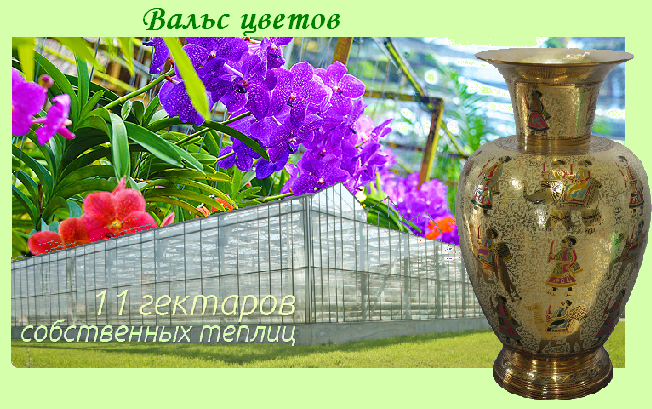 Вальс цветов
11 гектаров
собственных теплиц